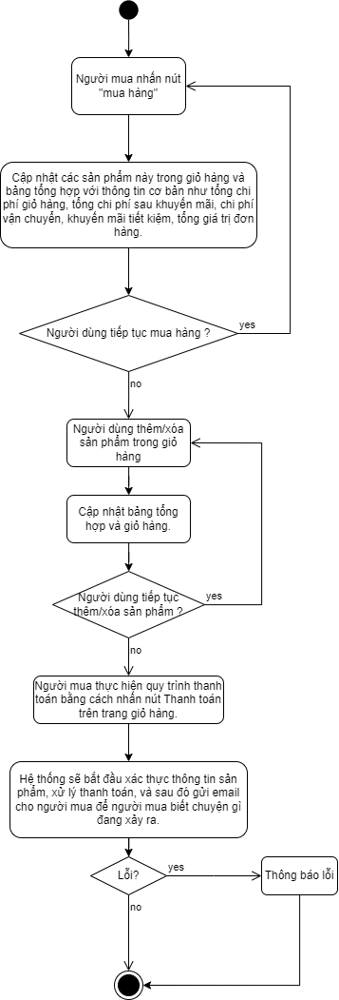 Người mua nhấn nút
"mua hàng"
Cập nhật các sản phẩm này trong giỏ hàng và
bảng tổng hợp với thông tin cơ bản như tổng chi
phí giỏ hàng, tổng chi phí sau khuyến mãi, chi phí
vận chuyển, khuyến mãi tiết kiệm, tổng giá trị đơn
hàng.
Người dùng tiếp tục mua hàng ?
yes
no
Người dùng thêm/xóa
sản phẩm trong giỏ
hàng
Cập nhật bảng tổng
hợp và giỏ hàng.
Người dùng tiếp tục
thêm/xóa sản phẩm ?
yes
no
Người mua thực hiện quy trình thanh
toán bằng cách nhấn nút Thanh toán
trên trang giỏ hàng.
Hệ thống sẽ bắt đầu xác thực thông tin sản
phẩm, xử lý thanh toán, và sau đó gửi email
cho người mua để người mua biết chuyện gì
đang xảy ra.
Lỗi?
yes
Thông báo lỗi
no